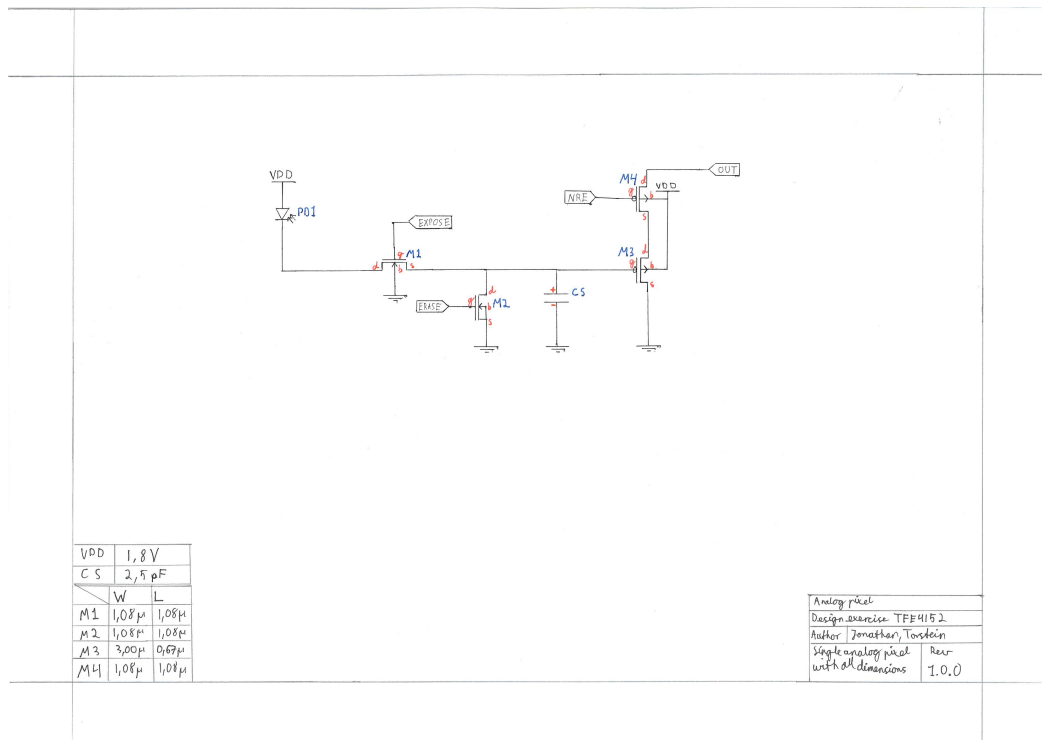 VDD
PD1
EXPOSE
g M1
d b s
ERASE
g d M2
b
s
+ CS
-
OUT
M4 d VDD
NRE g b
s
M3 d
g b
s
VDD 1,8V
CS 2,5pF
W L
M1 1,08µ 1,08µ
M2 1,08µ 1,08µ
M3 3,00µ 0,67µ
M4 1,08µ 1,08µ
Analog pixel
Design exercise TFE4152
Author Jonathan, Torstein
Single analog pixel Rev
with all dimensions 1.0.0